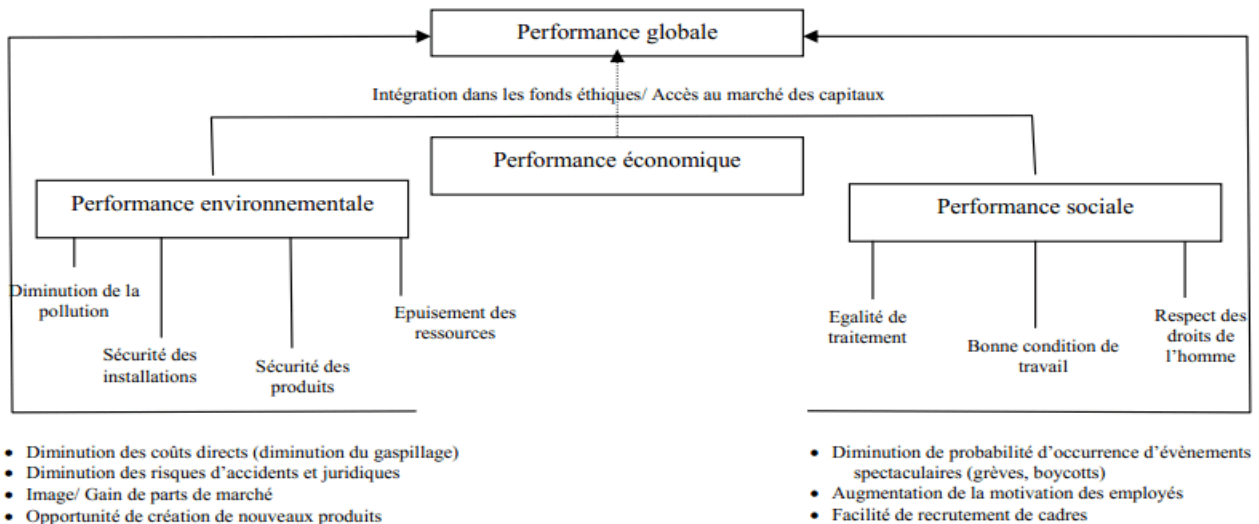 Performance globale
Intégration dans les fonds éthiques/ Accès au marché des capitaux
Performance économique
Performance environnementale
Performance sociale
Diminution de la
pollution
Sécurité des
installations
Sécurité des
produits
Epuisement des
ressources
Egalité de
traitement
Bonne condition de
travail
Respect des
droits de
l'homme
• Diminution des coûts directs (diminution du gaspillage)
• Diminution des risques d'accidents et juridiques
• Image/ Gain de parts de marché
• Opportunité de création de nouveaux produits
• Diminution de probabilité d'occurrence d'évènements
spectaculaires (grèves, boycotts)
• Augmentation de la motivation des employés
• Facilité de recrutement de cadres